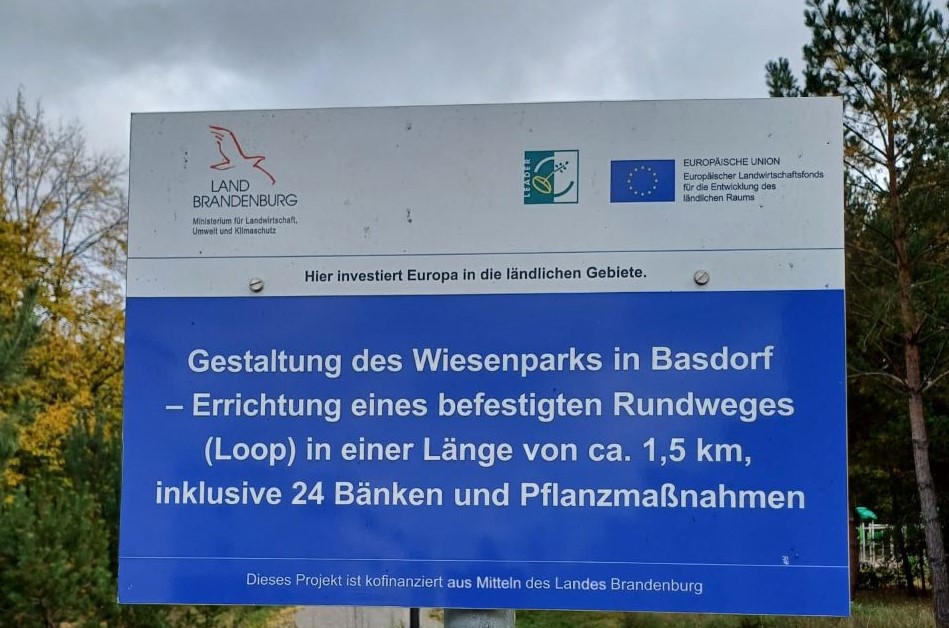 LAND
BRANDENBURG
Ministerium für Landwirtschaft,
Umwelt und Klimaschutz
LEADER
EUROPÄISCHE UNION
Europäischer Landwirtschaftsfonds
für die Entwicklung des
ländlichen Raums
Hier investiert Europa in die ländlichen Gebiete.
Gestaltung des Wiesenparks in Basdorf
– Errichtung eines befestigten Rundweges
(Loop) in einer Länge von ca. 1,5 km,
inklusive 24 Bänken und Pflanzmaßnahmen
Dieses Projekt ist kofinanziert aus Mitteln des Landes Brandenburg